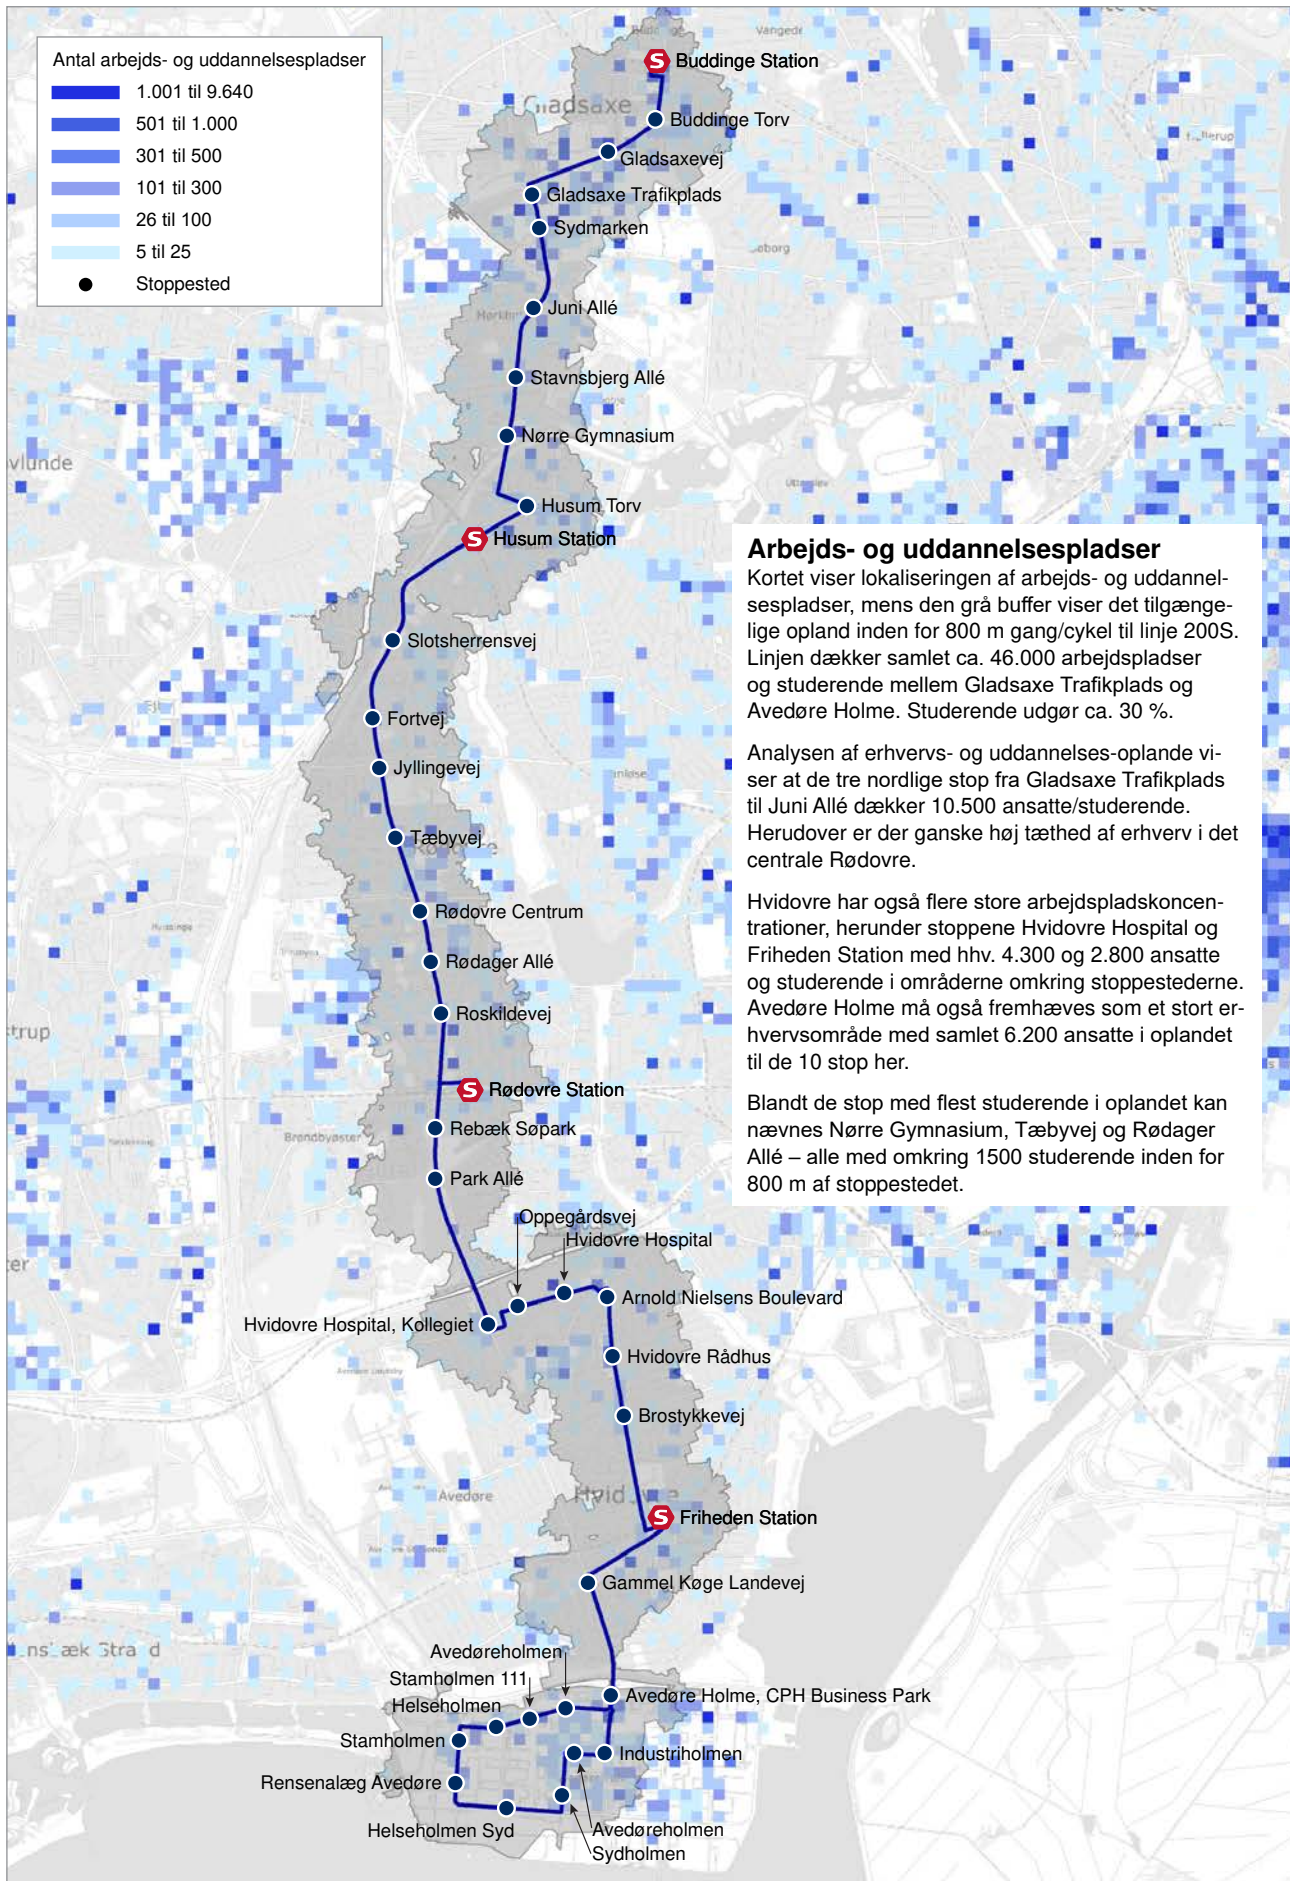 Antal arbejds- og uddannelsespladser
1.001 til 9.640
501 til 1.000
301 til 500
101 til 300
26 til 100
5 til 25
Stoppested
Vangede
Gladsaxe
Buddinge Station
Buddinge Torv
Gladsaxevej
Gladsaxe Trafikplads
Sydmarken
Juni Allé
Stavnsbjerg Allé
Nørre Gymnasium
Husum Torv
Husum Station
Slotsherrensvej
Fortvej
Jyllingevej
Tæbyvej
Rødovre Centrum
Rødager Allé
Roskildevej
Rødovre Station
Rebæk Søpark
Brøndbyøster
Park Allé
Oppegårdsvej
Hvidovre Hospital
Arnold Nielsens Boulevard
Hvidovre Hospital, Kollegiet
Hvidovre Rådhus
Brostykkevej
Avedøre
Friheden Station
Gammel Køge Landevej
Avedøreholmen
Stamholmen 111
Helseholmen
Avedøre Holme, CPH Business Park
Stamholmen
Industriholmen
Rensenalæg Avedøre
Helseholmen Syd
Avedøreholmen
Sydholmen
Arbejds- og uddannelsespladser
Kortet viser lokaliseringen af arbejds- og uddannel-
sespladser, mens den grå buffer viser det tilgænge-
lige opland inden for 800 m gang/cykel til linje 200S.
Linjen dækker samlet ca. 46.000 arbejdspladser
og studerende mellem Gladsaxe Trafikplads og
Avedøre Holme. Studerende udgør ca. 30 %.
Analysen af erhvervs- og uddannelses-oplande vi-
ser at de tre nordlige stop fra Gladsaxe Trafikplads
til Juni Allé dækker 10.500 ansatte/studerende.
Herudover er der ganske høj tæthed af erhverv i det
centrale Rødovre.
Hvidovre har også flere store arbejdspladskoncen-
trationer, herunder stoppene Hvidovre Hospital og
Friheden Station med hhv. 4.300 og 2.800 ansatte
og studerende i områderne omkring stoppestederne.
Avedøre Holme må også fremhæves som et stort er-
hvervsområde med samlet 6.200 ansatte i oplandet
til de 10 stop her.
Blandt de stop med flest studerende i oplandet kan
nævnes Nørre Gymnasium, Tæbyvej og Rødager
Allé – alle med omkring 1500 studerende inden for
800 m af stoppestedet.